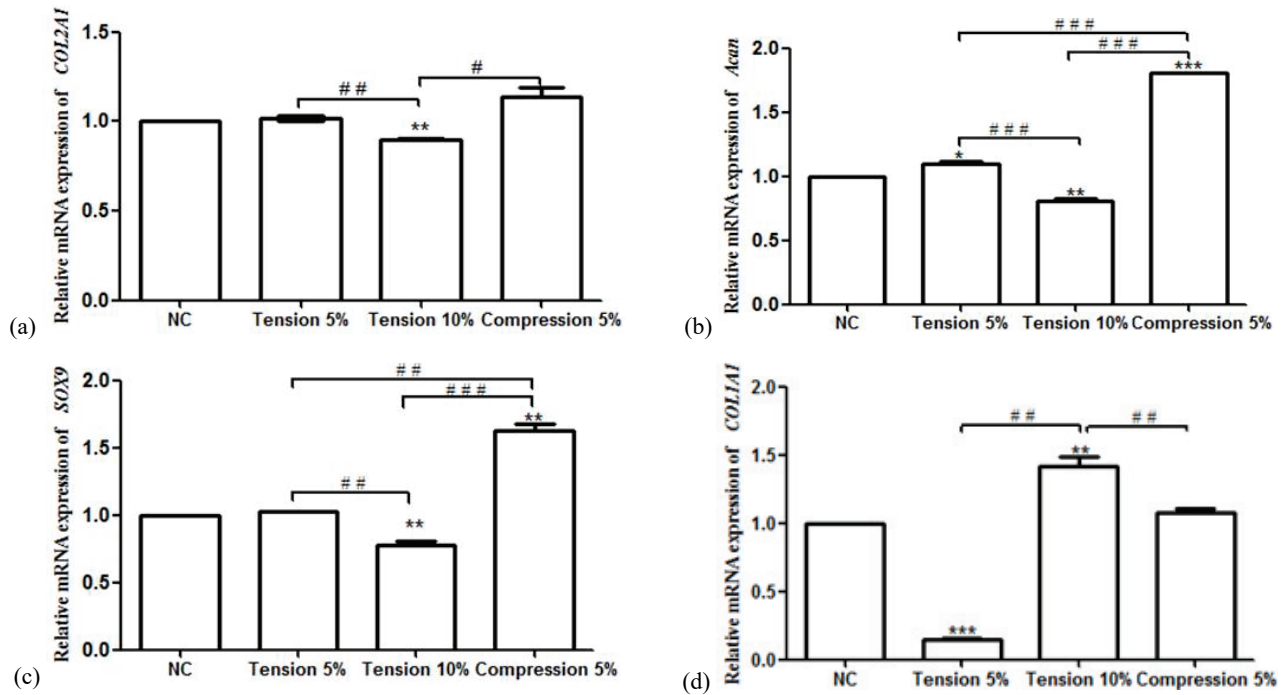 Relative mRNA expression of COL2A1
1.5
1.0
0.5
0.0
# #
#
**
NC Tension 5% Tension 10% Compression 5%
(a)
Relative mRNA expression of Acan
2.0
1.5
1.0
0.5
0.0
# # #
# # #
***
# # #
*
**
NC Tension 5% Tension 10% Compression 5%
(b)
Relative mRNA expression of SOX9
2.0
1.5
1.0
0.5
0.0
# #
# # #
**
# #
**
NC Tension 5% Tension 10% Compression 5%
(c)
Relative mRNA expression of COL1A1
2.0
1.5
1.0
0.5
0.0
# #
# #
**
***
NC Tension 5% Tension 10% Compression 5%
(d)